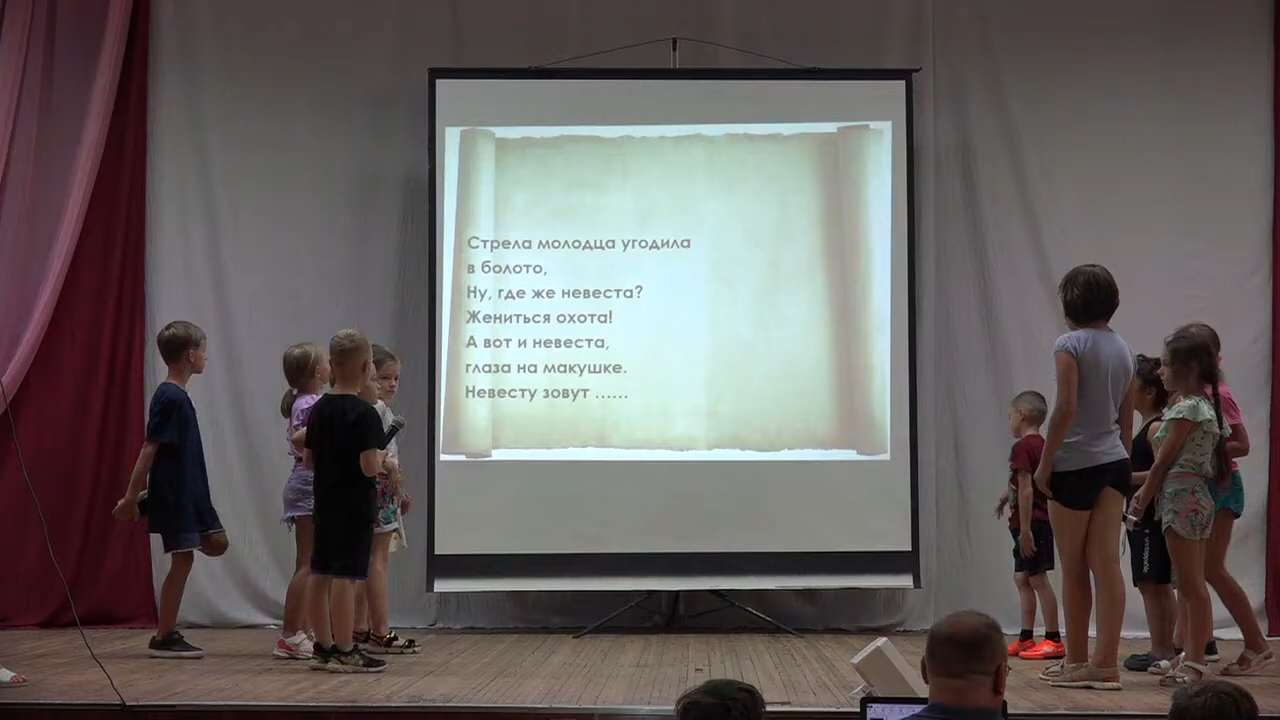 Стрела молодца угодила
в болото,
Ну, где же невеста?
Жениться охота!
А вот и невеста,
глаза на макушке.
Невесту зовут ......